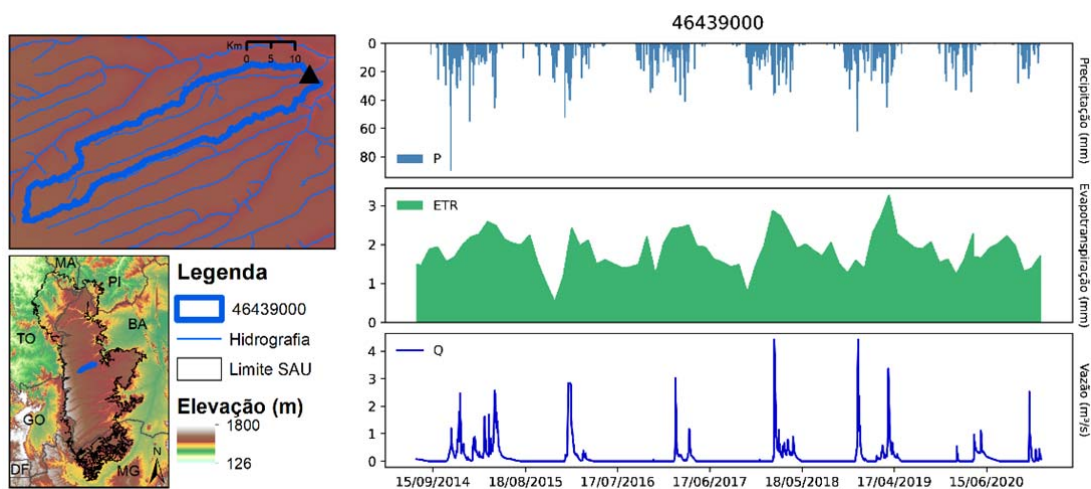 46439000
Km
0 5 10
MA
PI
TO
BA
GO
DF
MG
N
Legenda
46439000
Hidrografia
Limite SAU
Elevação (m)
1800
126
0
20
40
60
80
P
Precipitação (mm)
3
2
1
0
ETR
Evapotranspiração (mm)
4
3
2
1
0
Q
Vazão (m³/s)
15/09/2014 18/08/2015 17/07/2016 17/06/2017 18/05/2018 17/04/2019 15/06/2020